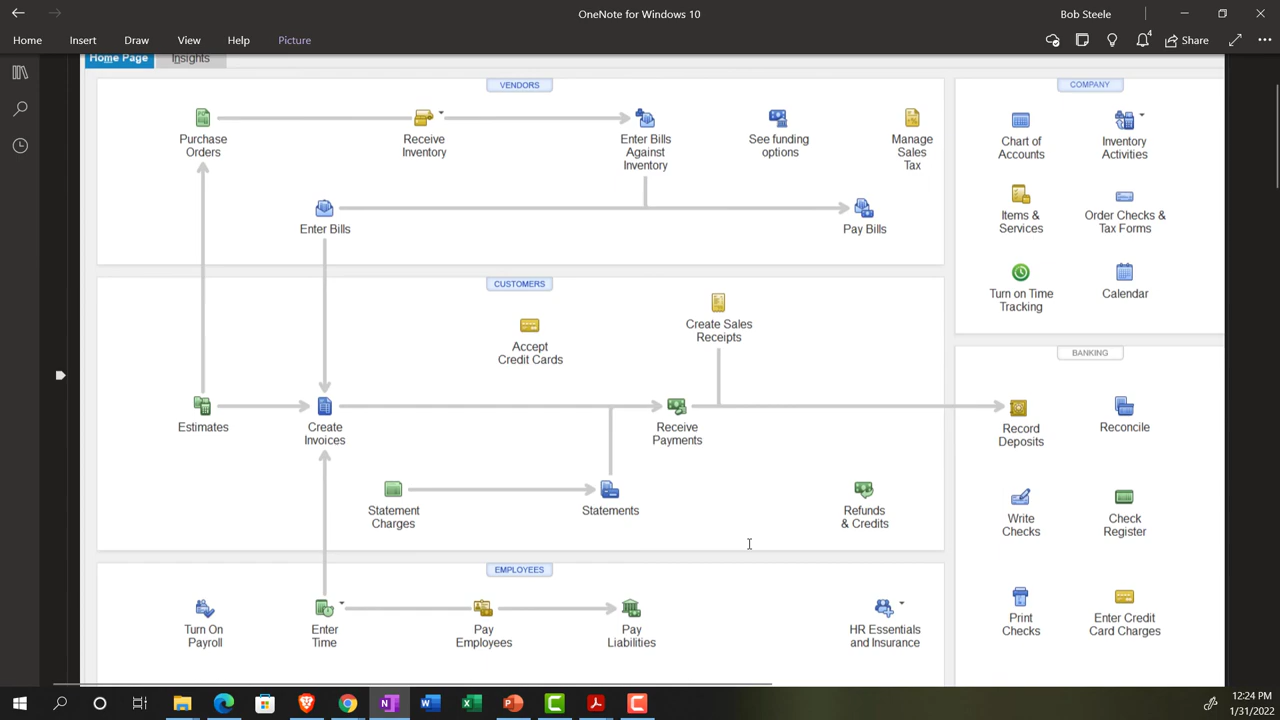 OneNote for Windows 10
Bob Steele
Home
Insert
Draw
View
Help
Picture
4
Share
Home Page
Insights
VENDORS
Purchase
Orders
Receive
Inventory
Enter Bills
Against
Inventory
See funding
options
Manage
Sales
Tax
Enter Bills
Pay Bills
CUSTOMERS
Accept
Credit Cards
Create Sales
Receipts
Estimates
Create
Invoices
Receive
Payments
Statement
Charges
Statements
Refunds
& Credits
EMPLOYEES
Turn On
Payroll
Enter
Time
Pay
Employees
Pay
Liabilities
HR Essentials
and Insurance
COMPANY
Chart of
Accounts
Inventory
Activities
Items &
Services
Order Checks &
Tax Forms
Turn on Time
Tracking
Calendar
BANKING
Record
Deposits
Reconcile
Write
Checks
Check
Register
Print
Checks
Enter Credit
Card Charges
12:24 PM
1/31/2022